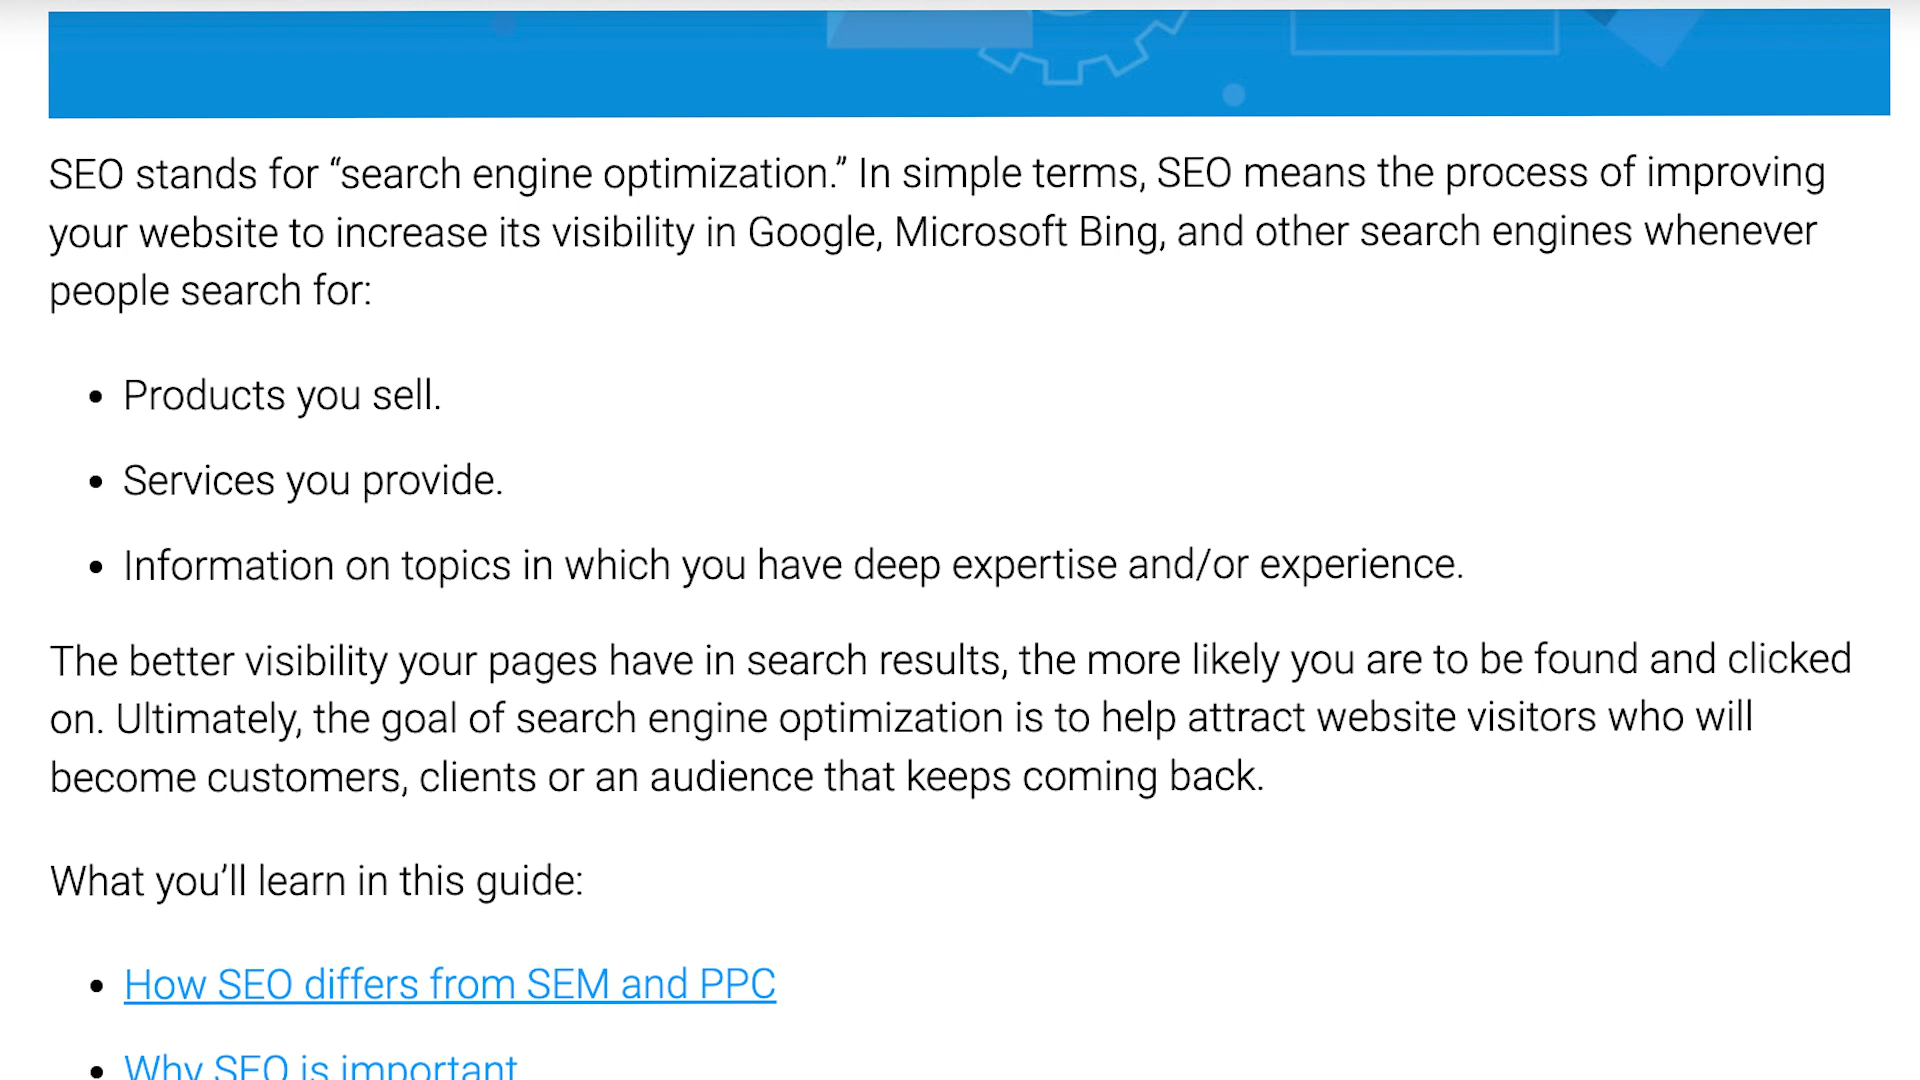 SEO stands for “search engine optimization.” In simple terms, SEO means the process of improving
your website to increase its visibility in Google, Microsoft Bing, and other search engines whenever
people search for:
• Products you sell.
• Services you provide.
• Information on topics in which you have deep expertise and/or experience.
The better visibility your pages have in search results, the more likely you are to be found and clicked
on. Ultimately, the goal of search engine optimization is to help attract website visitors who will
become customers, clients or an audience that keeps coming back.
What you’ll learn in this guide:
• How SEO differs from SEM and PPC
• Why SEO is important